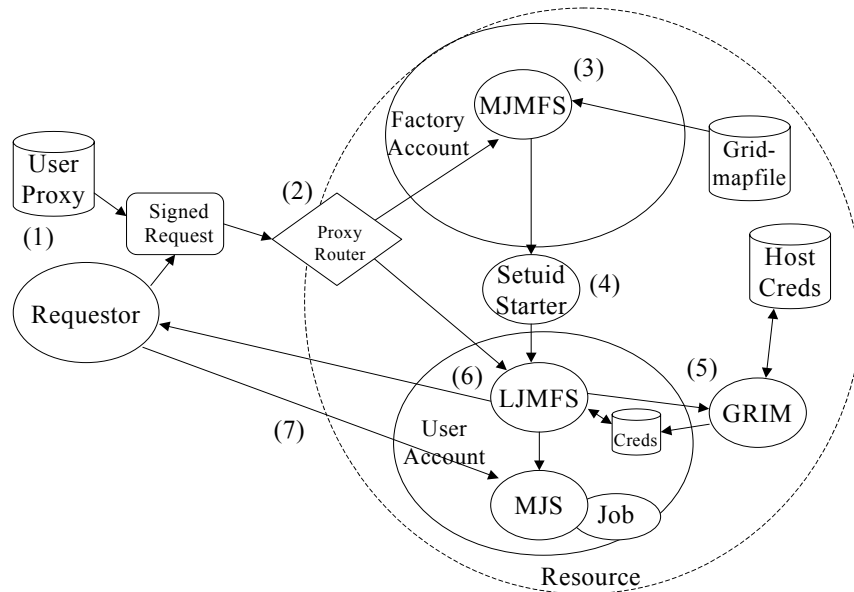 (3)
MJMFS
Factory
Account
Grid-
mapfile
User
Proxy
(1)
(2)
Signed
Request
Proxy
Router
Host
Creds
Setuid
Starter
(4)
Requestor
(5)
(6)
LJMFS
GRIM
Creds
(7)
User
Account
MJS
Job
Resource